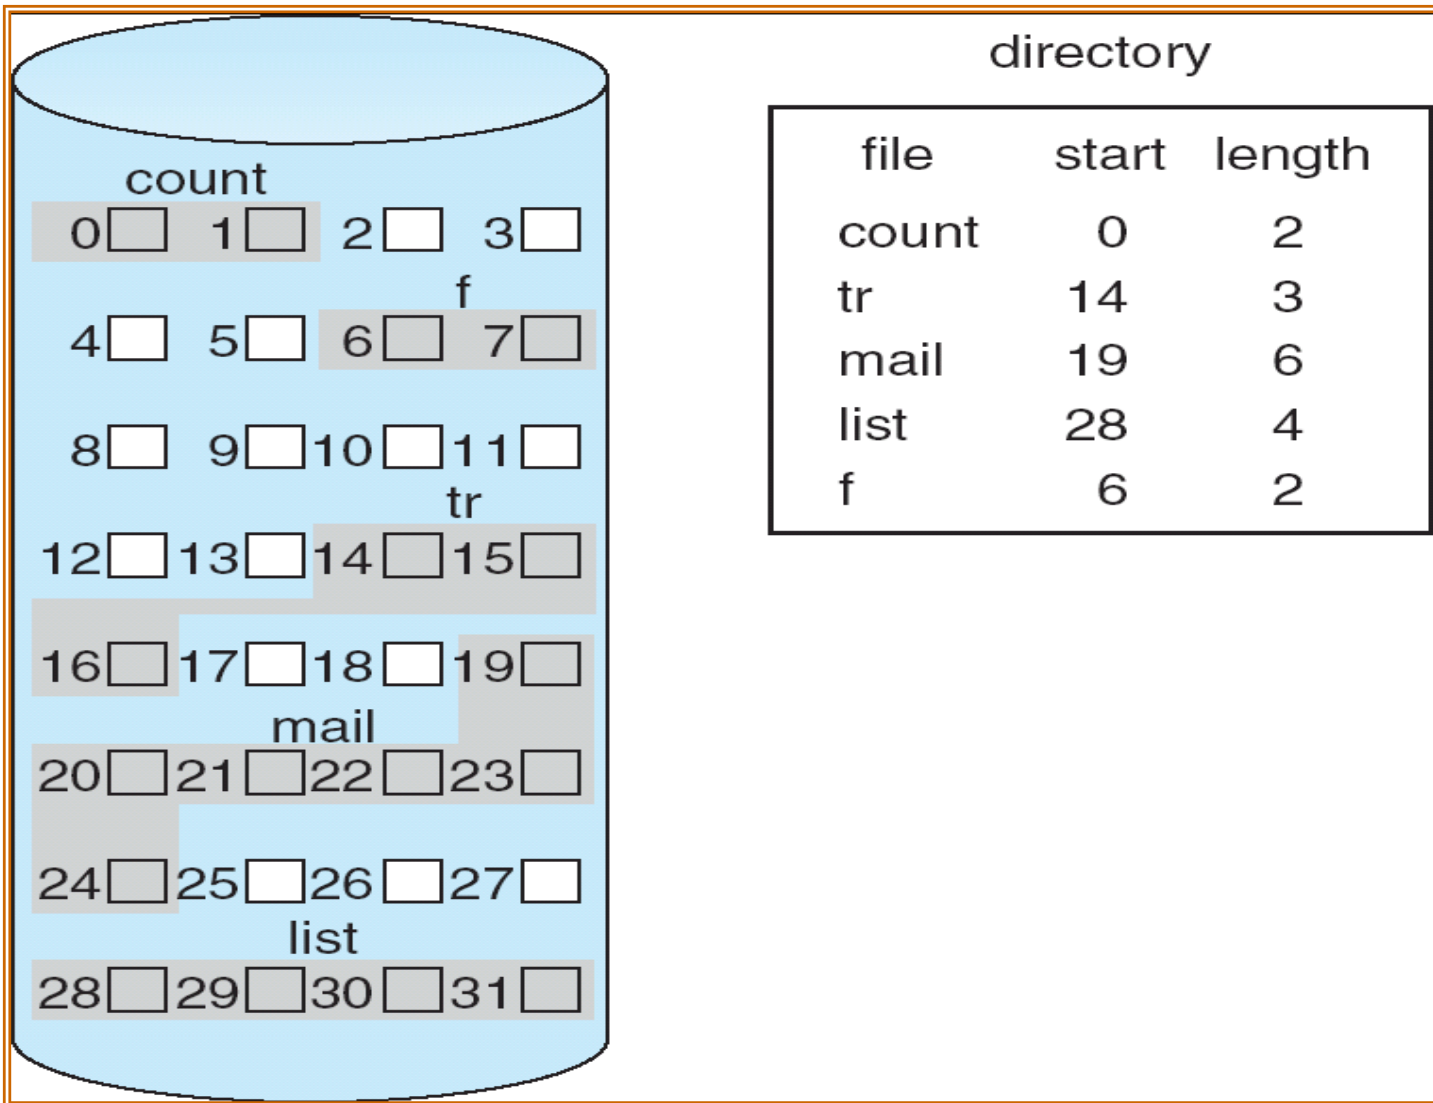 count
0 1 2 3
f
4 5 6 7
8 9 10 11
tr
12 13 14 15
16 17 18 19
mail
20 21 22 23
24 25 26 27
list
28 29 30 31
directory
file start length
count 0 2
tr 14 3
mail 19 6
list 28 4
f 6 2